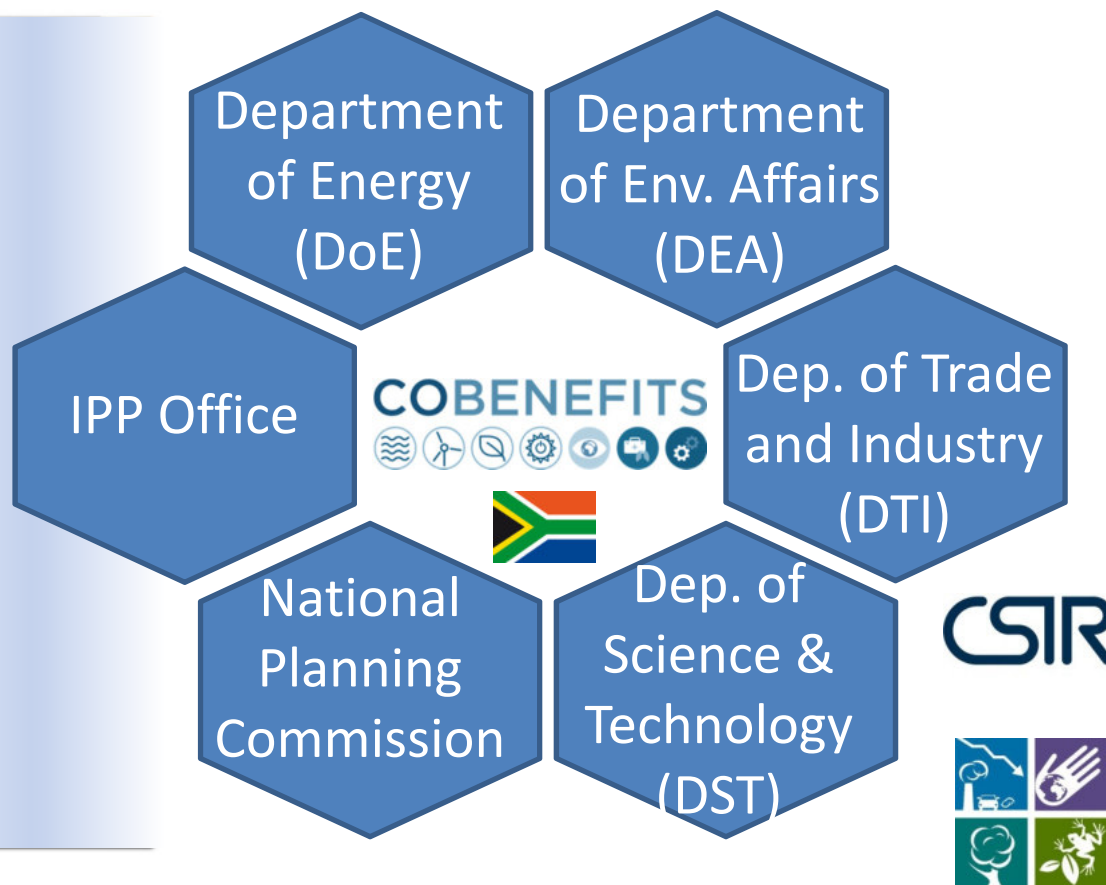 Department
of Energy
(DoE)
Department
of Env. Affairs
(DEA)
IPP Office
COBENEFITS
Dep. of Trade
and Industry
(DTI)
National
Planning
Commission
Dep. of
Science &
Technology
(DST)
CSIR